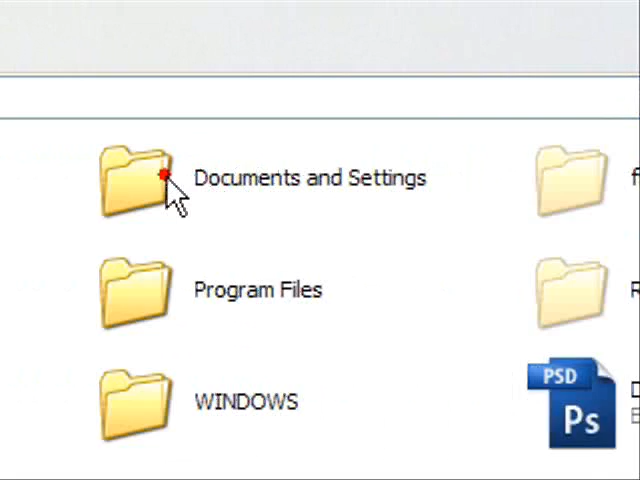 Documents and Settings
Program Files
WINDOWS
PSD
Ps